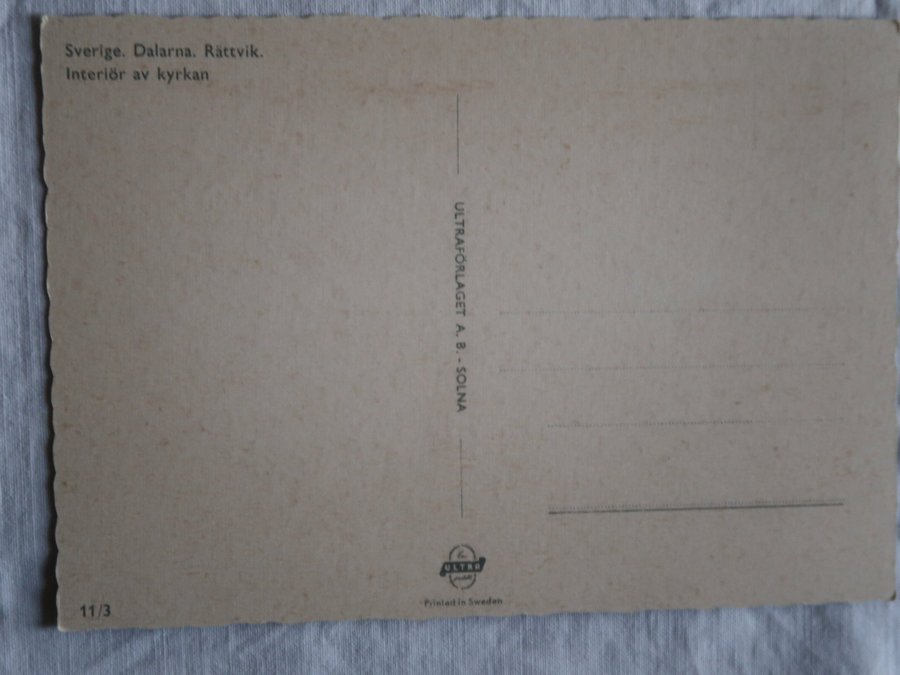 Sverige. Dalarna. Rättvik.
Interiör av kyrkan
ULTRAFÖRLAGET A. B. - SOLNA
ULTRA
Printed in Sweden
11/3